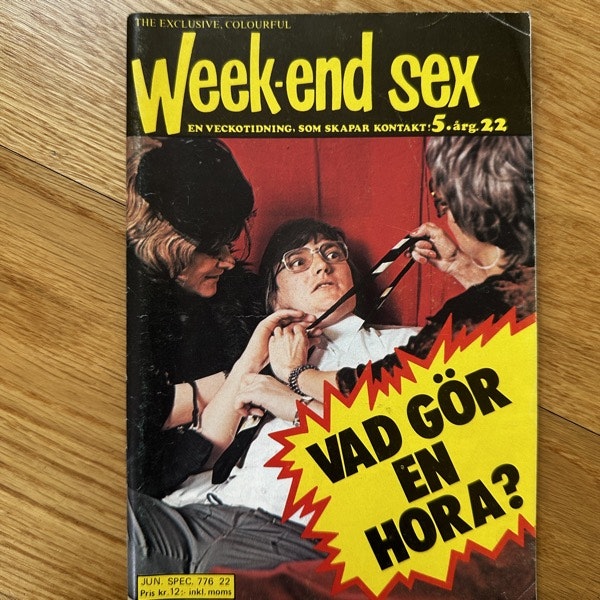 THE EXCLUSIVE, COLOURFUL
Week-end sex
EN VECKOTIDNING, SOM SKAPAR KONTAKT! 5. årg. 22
VAD GÖR
EN
HORA?
JUN. SPEC. 776 22
Pris kr. 12:- inkl. moms